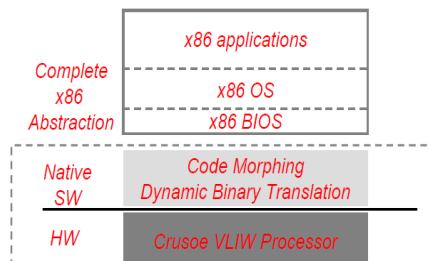 x86 applications
Complete
x86
Abstraction
x86 OS
x86 BIOS
Native
SW
Code Morphing
Dynamic Binary Translation
HW
Crusoe VLIW Processor